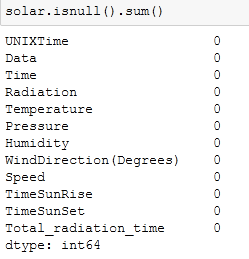 solar.isnull().sum()
UNIXTime 0
Data 0
Time 0
Radiation 0
Temperature 0
Pressure 0
Humidity 0
WindDirection(Degrees) 0
Speed 0
TimeSunRise 0
TimeSunSet 0
Total_radiation_time 0
dtype: int64